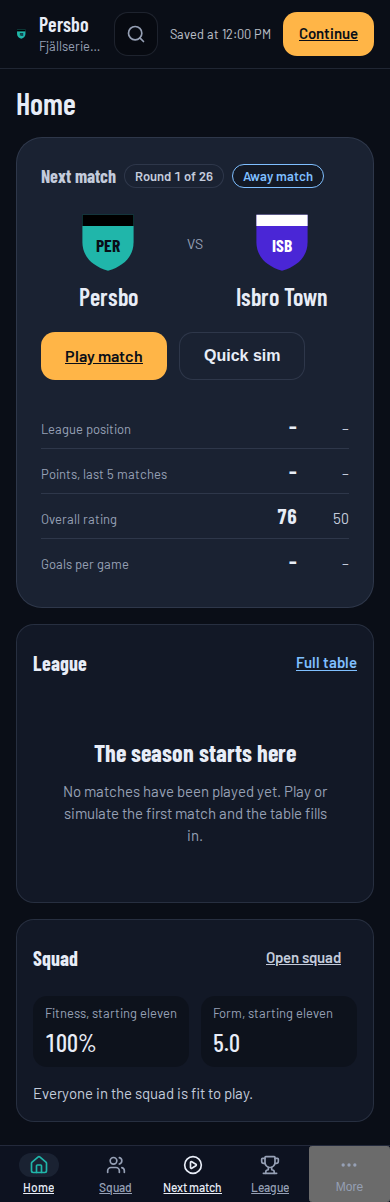 Persbo
Fjällserie...
Saved at 12:00 PM
Continue
Home
Next match
Round 1 of 26
Away match
PER
VS
ISB
Persbo
Isbro Town
Play match
Quick sim
League position
-
-
Points, last 5 matches
-
-
Overall rating
76
50
Goals per game
-
-
League
Full table
The season starts here
No matches have been played yet. Play or
simulate the first match and the table fills
in.
Squad
Open squad
Fitness, starting eleven
100%
Form, starting eleven
5.0
Everyone in the squad is fit to play.
Home
Squad
Next match
League
More